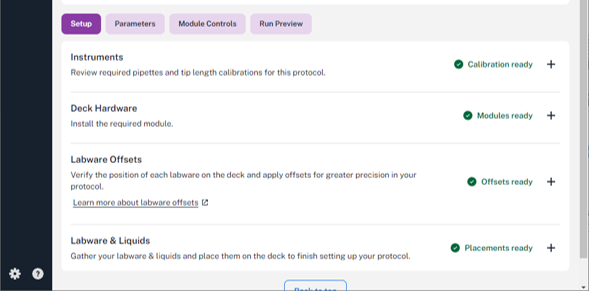 Setup
Parameters
Module Controls
Run Preview
Instruments
Review required pipettes and tip length calibrations for this protocol.
Calibration ready
Deck Hardware
Install the required module.
Modules ready
Labware Offsets
Verify the position of each labware on the deck and apply offsets for greater precision in your
protocol.
Learn more about labware offsets
Offsets ready
Labware & Liquids
Gather your labware & liquids and place them on the deck to finish setting up your protocol.
Placements ready
Back to top